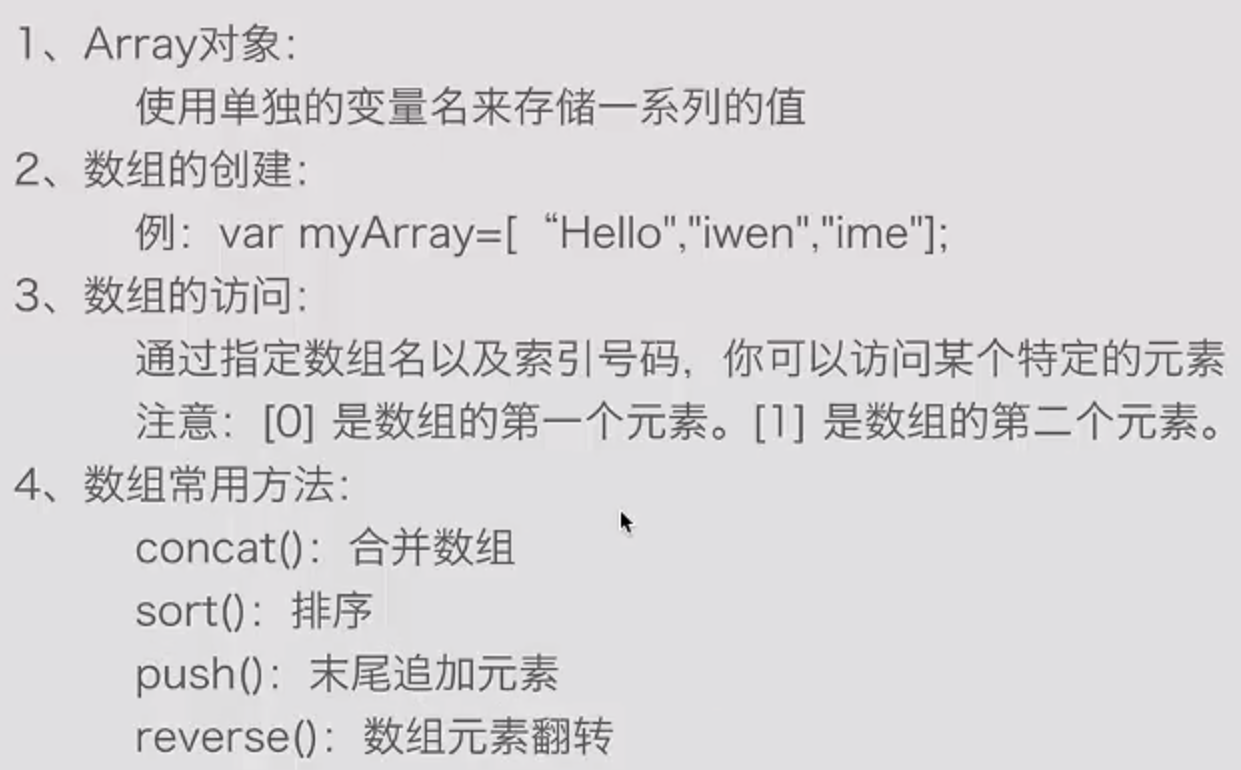 1、Array对象：
使用单独的变量名来存储一系列的值
2、数组的创建：
例：var myArray=[“Hello","iwen","ime"];
3、数组的访问：
通过指定数组名以及索引号码，你可以访问某个特定的元素
注意：[0] 是数组的第一个元素。[1] 是数组的第二个元素。
4、数组常用方法：
concat()：合并数组
sort()：排序
push()：末尾追加元素
reverse()：数组元素翻转